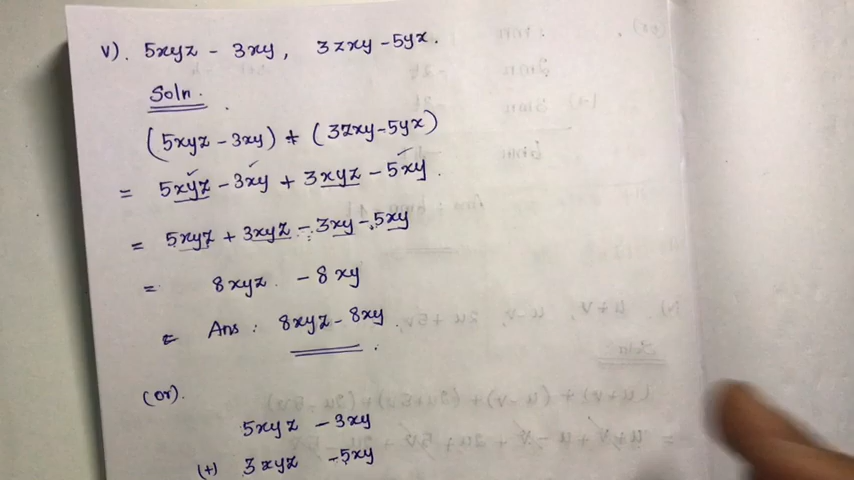 v). 5xyz - 3xy, 3zxy - 5yx.
Soln.
(5xyz - 3xy) + (3zxy - 5yx)
= 5xyz - 3xy + 3xyz - 5xy.
= 5xyz + 3xyz - 3xy - 5xy
= 8xyz - 8xy
= Ans : 8xyz - 8xy.
(or).
5xyz - 3xy
(+) 3xyz - 5xy